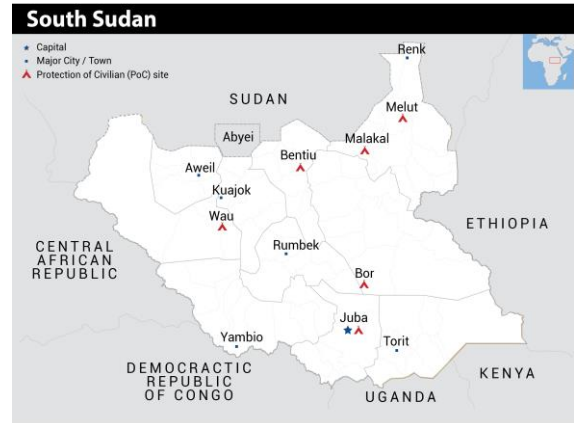 South Sudan
Capital
Major City / Town
Protection of Civilian (PoC) site
Renk
SUDAN
Melut
Abyei
Malakal
Bentiu
Aweil
Kuajok
Wau
ETHIOPIA
CENTRAL
AFRICAN
REPUBLIC
Rumbek
Bor
Juba
Yambio
Torit
DEMOCRACTIC
REPUBLIC
OF CONGO
KENYA
UGANDA